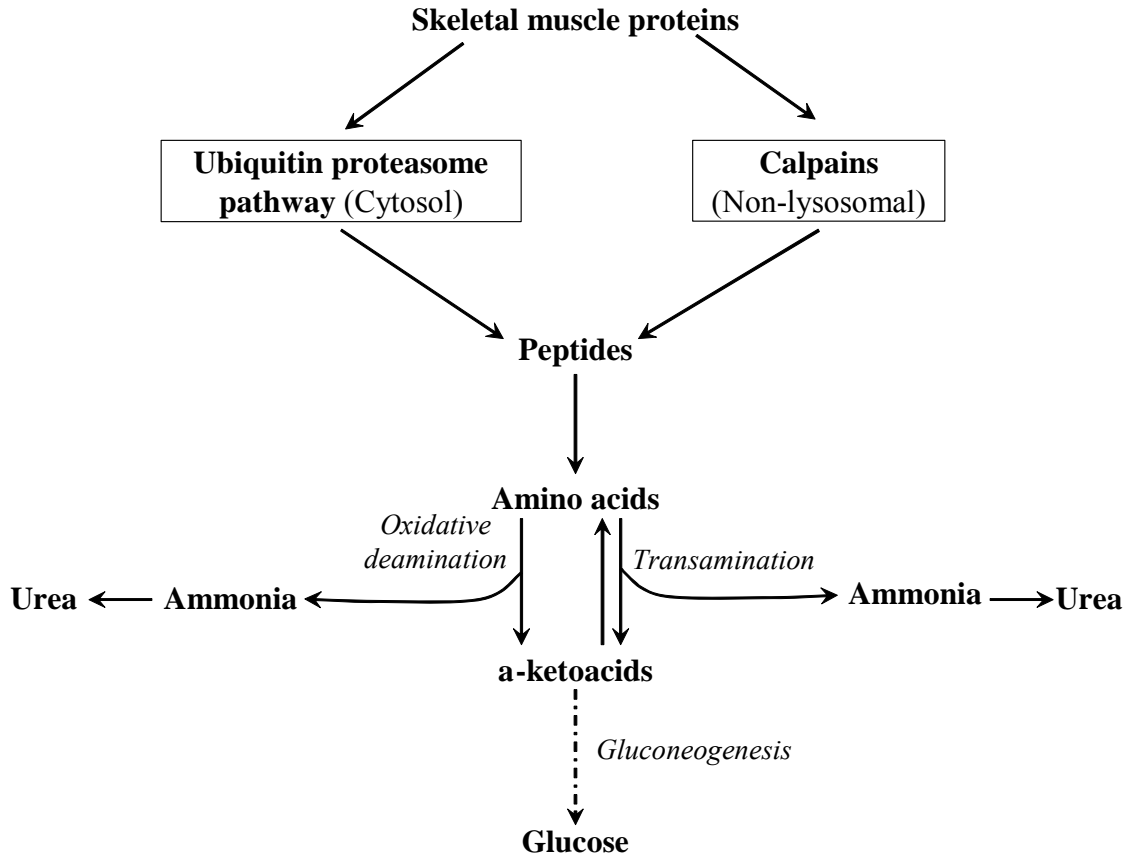 Skeletal muscle proteins
Ubiquitin proteasome
pathway (Cytosol)
Calpains
(Non-lysosomal)
Peptides
Amino acids
Oxidative
deamination
Transamination
Urea
Ammonia
Ammonia
Urea
a-ketoacids
Gluconeogenesis
Glucose